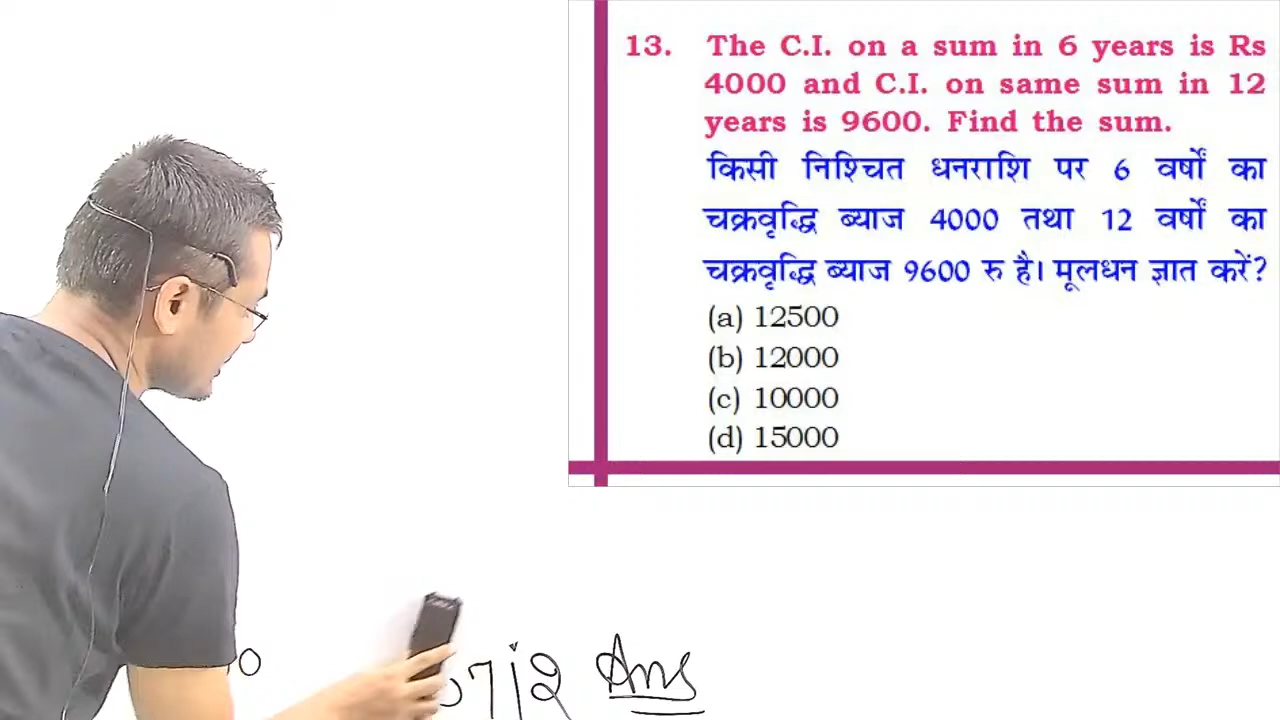 13. The C.I. on a sum in 6 years is Rs
4000 and C.I. on same sum in 12
years is 9600. Find the sum.
किसी निश्चित धनराशि पर 6 वर्षों का
चक्रवृद्धि ब्याज 4000 तथा 12 वर्षों का
चक्रवृद्धि ब्याज 9600 रु है। मूलधन ज्ञात करें?
(a) 12500
(b) 12000
(c) 10000
(d) 15000
Ans